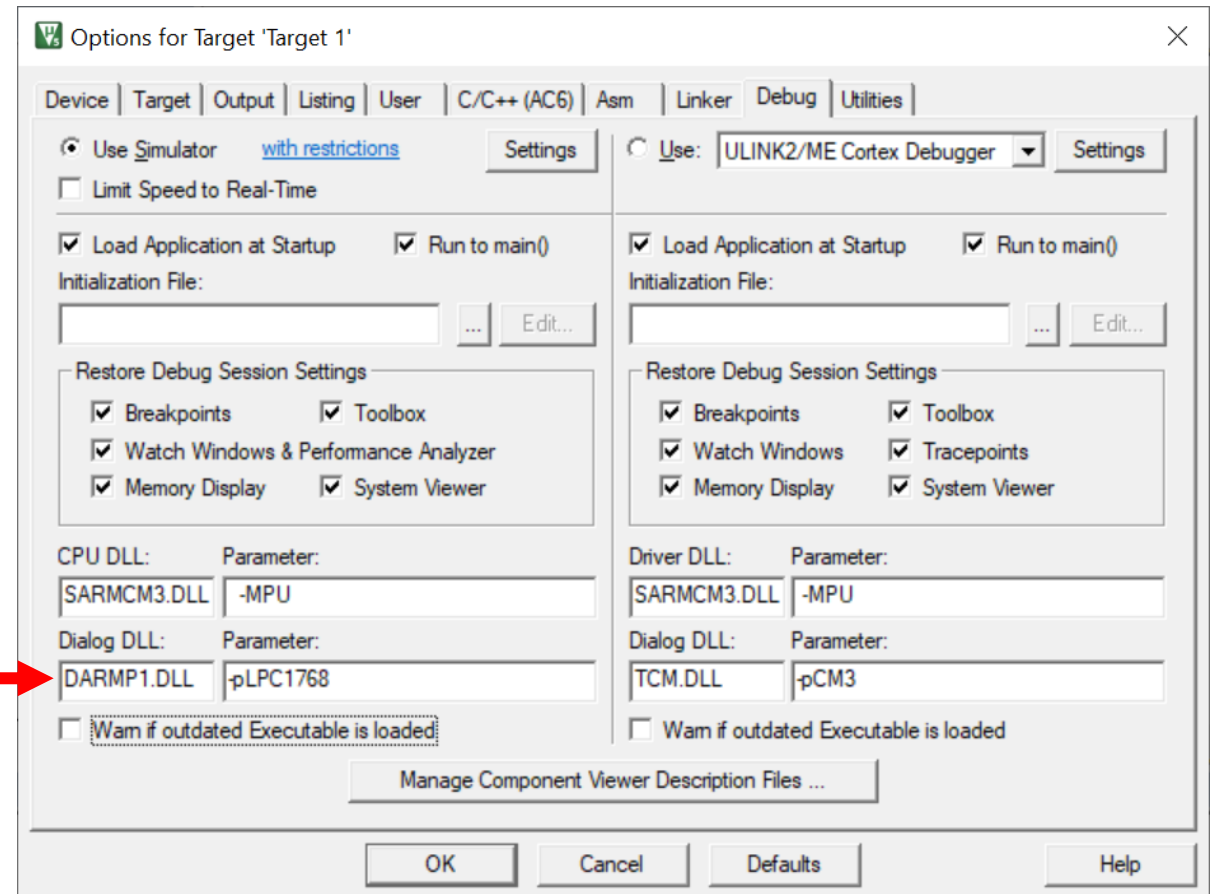 Options for Target 'Target 1'
Device Target Output Listing User C/C++ (AC6) Asm Linker Debug Utilities
Use Simulator with restrictions Settings
Limit Speed to Real-Time
Load Application at Startup Run to main()
Initialization File:
... Edit...
Restore Debug Session Settings
Breakpoints Toolbox
Watch Windows & Performance Analyzer
Memory Display System Viewer
CPU DLL: Parameter:
SARMCM3.DLL -MPU
Dialog DLL: Parameter:
DARMP1.DLL -pLPC1768
Warn if outdated Executable is loaded
Use: ULINK2/ME Cortex Debugger Settings
Load Application at Startup Run to main()
Initialization File:
... Edit...
Restore Debug Session Settings
Breakpoints Toolbox
Watch Windows Tracepoints
Memory Display System Viewer
Driver DLL: Parameter:
SARMCM3.DLL -MPU
Dialog DLL: Parameter:
TCM.DLL -pCM3
Warn if outdated Executable is loaded
Manage Component Viewer Description Files ...
OK Cancel Defaults Help